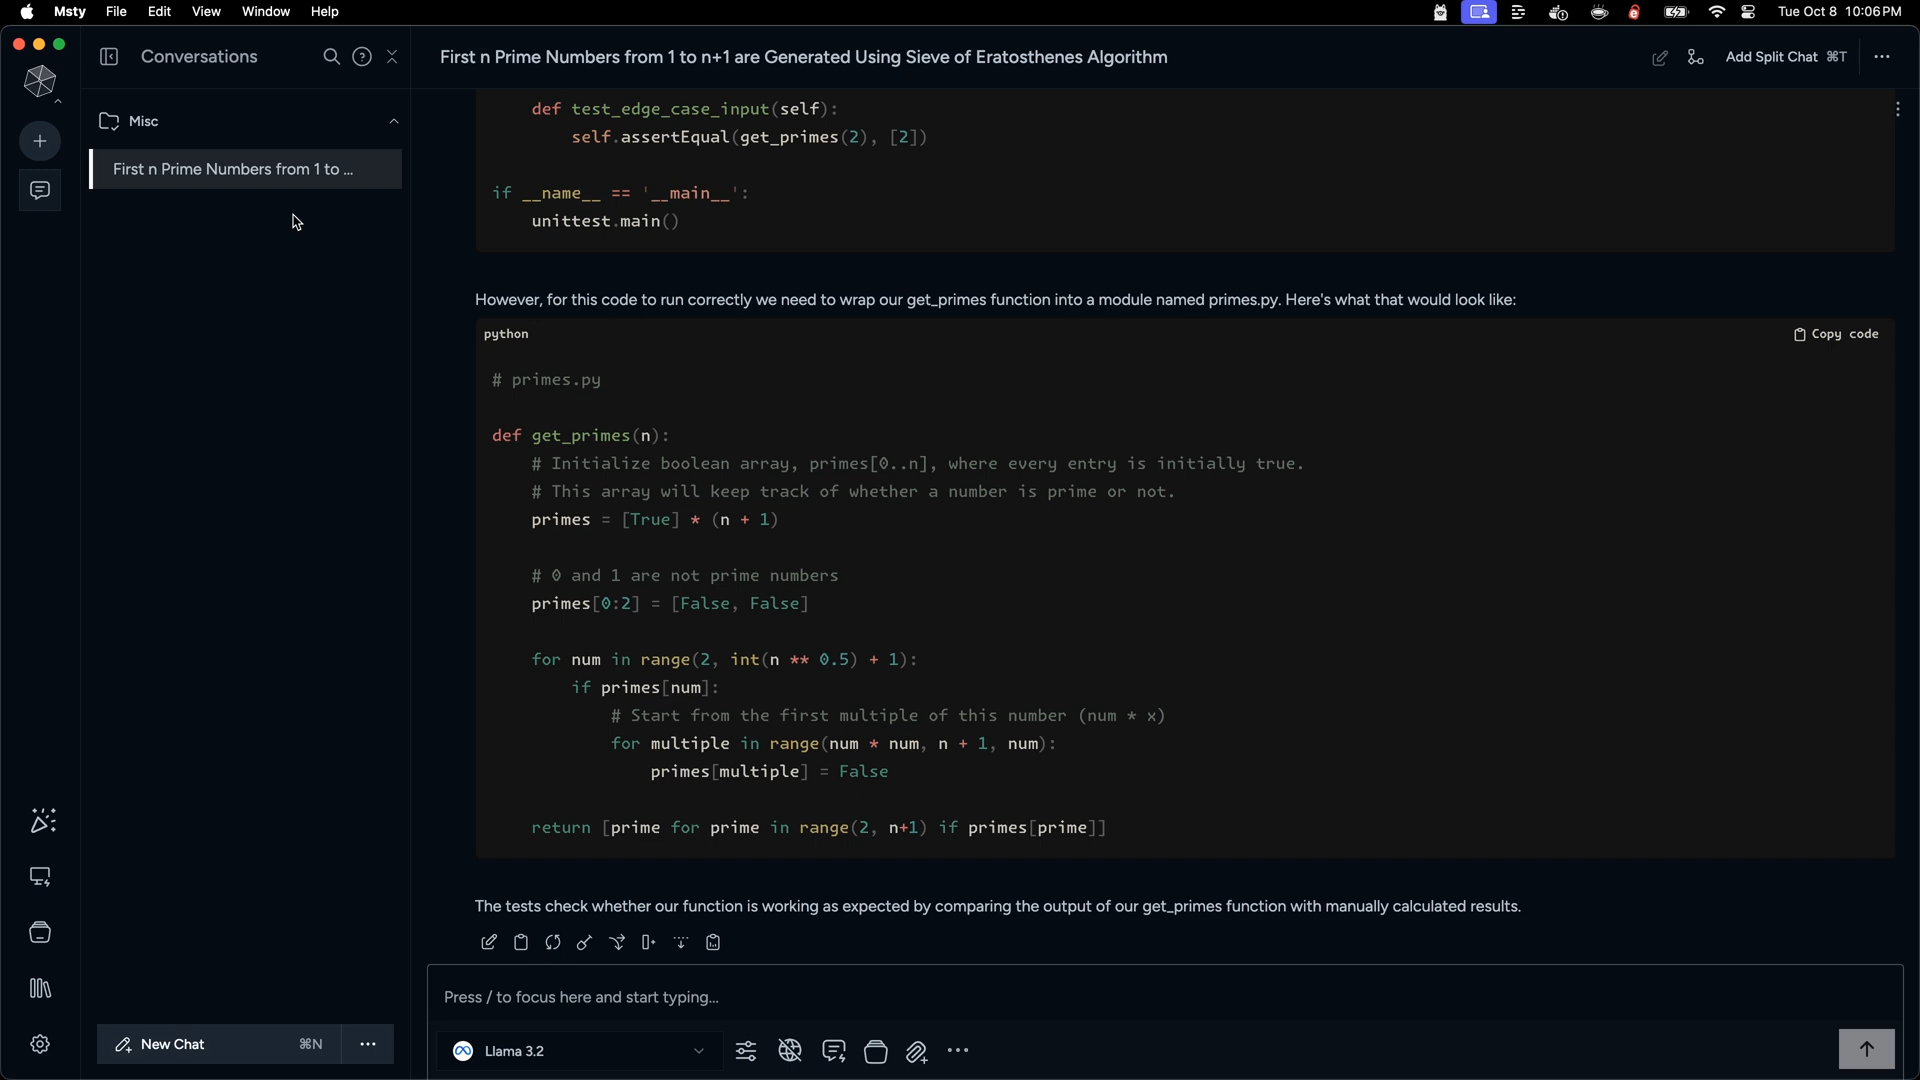 Msty File Edit View Window Help Tue Oct 8 10:06 PM
Conversations
First n Prime Numbers from 1 to n+1 are Generated Using Sieve of Eratosthenes Algorithm
Add Split Chat ⌘T
Misc
First n Prime Numbers from 1 to ...
New Chat ⌘N
def test_edge_case_input(self):
self.assertEqual(get_primes(2), [2])
if __name__ == '__main__':
unittest.main()
However, for this code to run correctly we need to wrap our get_primes function into a module named primes.py. Here's what that would look like:
python Copy code
# primes.py
def get_primes(n):
# Initialize boolean array, primes[0..n], where every entry is initially true.
# This array will keep track of whether a number is prime or not.
primes = [True] * (n + 1)
# 0 and 1 are not prime numbers
primes[0:2] = [False, False]
for num in range(2, int(n ** 0.5) + 1):
if primes[num]:
# Start from the first multiple of this number (num * x)
for multiple in range(num * num, n + 1, num):
primes[multiple] = False
return [prime for prime in range(2, n+1) if primes[prime]]
The tests check whether our function is working as expected by comparing the output of our get_primes function with manually calculated results.
Press / to focus here and start typing...
Llama 3.2